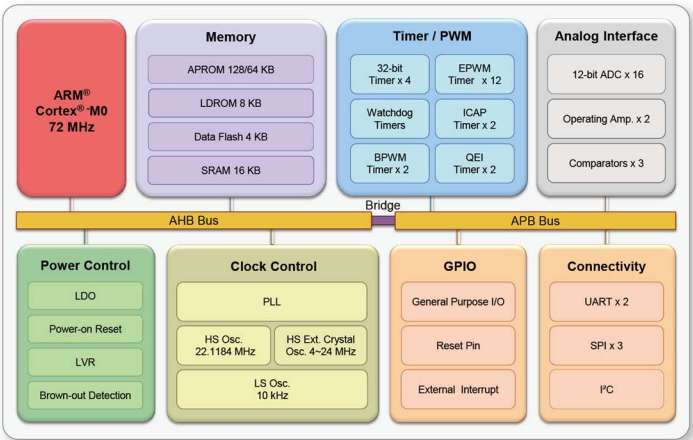 ARM®
Cortex®-M0
72 MHz
Memory
APROM 128/64 KB
LDROM 8 KB
Data Flash 4 KB
SRAM 16 KB
Timer / PWM
32-bit
Timer x 4
EPWM
Timer x 12
Watchdog
Timers
ICAP
Timer x 2
BPWM
Timer x 2
QEI
Timer x 2
Analog Interface
12-bit ADC x 16
Operating Amp. x 2
Comparators x 3
Bridge
AHB Bus
APB Bus
Power Control
LDO
Power-on Reset
LVR
Brown-out Detection
Clock Control
PLL
HS Osc.
22.1184 MHz
HS Ext. Crystal
Osc. 4~24 MHz
LS Osc.
10 kHz
GPIO
General Purpose I/O
Reset Pin
External Interrupt
Connectivity
UART x 2
SPI x 3
I²C